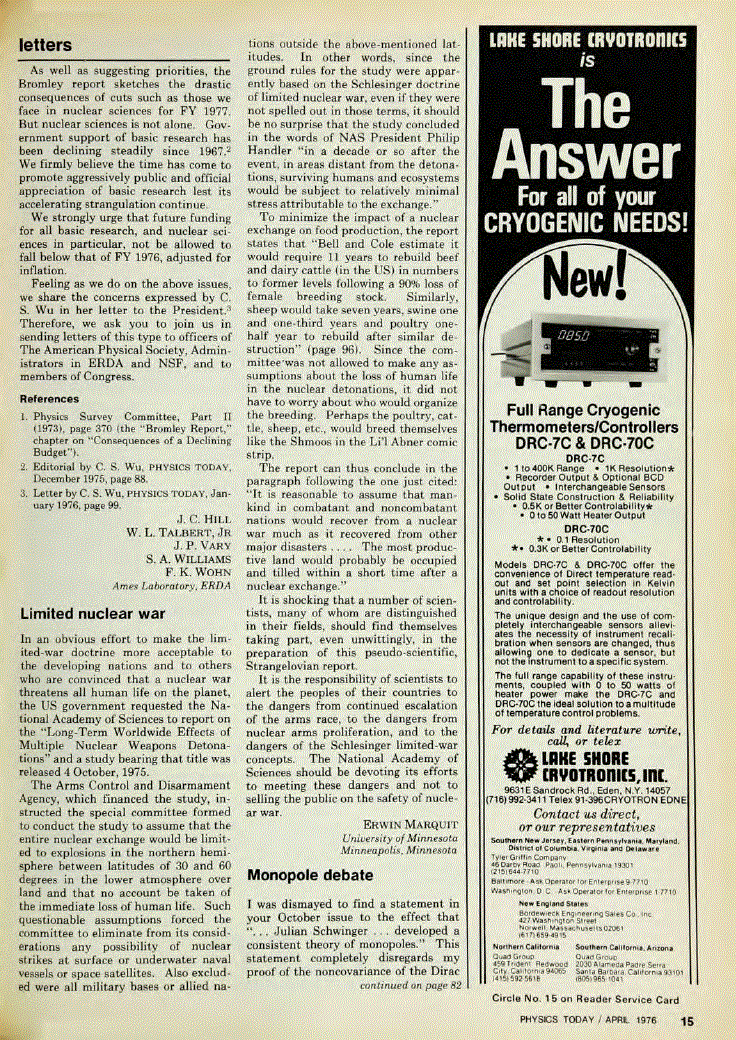 letters
As well as suggesting priorities, the
Bromley report sketches the drastic
consequences of cuts such as those we
face in nuclear sciences for FY 1977.
But nuclear sciences is not alone. Gov-
ernment support of basic research has
been declining steadily since 1967.2
We firmly believe the time has come to
promote aggressively public and official
appreciation of basic research lest its
accelerating strangulation continue.
We strongly urge that future funding
for all basic research, and nuclear sci-
ences in particular, not be allowed to
fall below that of FY 1976, adjusted for
inflation.
Feeling as we do on the above issues,
we share the concerns expressed by C.
S. Wu in her letter to the President.3
Therefore, we ask you to join us in
sending letters of this type to officers of
The American Physical Society, Admin-
istrators in ERDA and NSF, and to
members of Congress.
References
1. Physics Survey Committee, Part II
(1973), page 370 (the "Bromley Report,"
chapter on "Consequences of a Declining
Budget").
2. Editorial by C. S. Wu, PHYSICS TODAY,
December 1975, page 88.
3. Letter by C. S. Wu, PHYSICS TODAY, Jan-
uary 1976, page 99.
J. C. HILL
W. L. TALBERT, JR
J. P. VARY
S. A. WILLIAMS
F. K. WOHN
Ames Laboratory, ERDA
Limited nuclear war
In an obvious effort to make the lim-
ited-war doctrine more acceptable to
the developing nations and to others
who are convinced that a nuclear war
threatens all human life on the planet,
the US government requested the Na-
tional Academy of Sciences to report on
the "Long-Term Worldwide Effects of
Multiple Nuclear Weapons Detona-
tions" and a study bearing that title was
released 4 October, 1975.
The Arms Control and Disarmament
Agency, which financed the study, in-
structed the special committee formed
to conduct the study to assume that the
entire nuclear exchange would be limit-
ed to explosions in the northern hemi-
sphere between latitudes of 30 and 60
degrees in the lower atmosphere over
land and that no account be taken of
the immediate loss of human life. Such
questionable assumptions forced the
committee to eliminate from its consid-
erations any possibility of nuclear
strikes at surface or underwater naval
vessels or space satellites. Also exclud-
ed were all military bases or allied na-
tions outside the above-mentioned lat-
itudes. In other words, since the
ground rules for the study were appar-
ently based on the Schlesinger doctrine
of limited nuclear war, even if they were
not spelled out in those terms, it should
be no surprise that the study concluded
in the words of NAS President Philip
Handler "in a decade or so after the
event, in areas distant from the detona-
tions, surviving humans and ecosystems
would be subject to relatively minimal
stress attributable to the exchange."
To minimize the impact of a nuclear
exchange on food production, the report
states that "Bell and Cole estimate it
would require 11 years to rebuild beef
and dairy cattle (in the US) in numbers
to former levels following a 90% loss of
female breeding stock. Similarly,
sheep would take seven years, swine one
and one-third years and poultry one-
half year to rebuild after similar de-
struction" (page 96). Since the com-
mittee was not allowed to make any as-
sumptions about the loss of human life
in the nuclear detonations, it did not
have to worry about who would organize
the breeding. Perhaps the poultry, cat-
tle, sheep, etc., would breed themselves
like the Shmoos in the Li'l Abner comic
strip.
The report can thus conclude in the
paragraph following the one just cited:
"It is reasonable to assume that man-
kind in combatant and noncombatant
nations would recover from a nuclear
war much as it recovered from other
major disasters .... The most produc-
tive land would probably be occupied
and tilled within a short time after a
nuclear exchange."
It is shocking that a number of scien-
tists, many of whom are distinguished
in their fields, should find themselves
taking part, even unwittingly, in the
preparation of this pseudo-scientific,
Strangelovian report.
It is the responsibility of scientists to
alert the peoples of their countries to
the dangers from continued escalation
of the arms race, to the dangers from
nuclear arms proliferation, and to the
dangers of the Schlesinger limited-war
concepts. The National Academy of
Sciences should be devoting its efforts
to meeting these dangers and not to
selling the public on the safety of nucle-
ar war.
ERWIN MARQUIT
University of Minnesota
Minneapolis, Minnesota
Monopole debate
I was dismayed to find a statement in
your October issue to the effect that
"... Julian Schwinger ... developed a
consistent theory of monopoles." This
statement completely disregards my
proof of the noncovariance of the Dirac
continued on page 82
LAKE SHORE CRYOTRONICS
is
The
Answer
For all of your
CRYOGENIC NEEDS!
New!
085.0
Full Range Cryogenic
Thermometers/Controllers
DRC-7C & DRC-70C
DRC-7C
• 1 to 400K Range • 1K Resolution*
• Recorder Output & Optional BCD
Output • Interchangeable Sensors
• Solid State Construction & Reliability
• 0.5K or Better Controlability*
• 0 to 50 Watt Heater Output
DRC-70C
*• 0.1 Resolution
*• 0.3K or Better Controlability
Models DRC-7C & DRC-70C offer the
convenience of Direct temperature read-
out and set point selection in Kelvin
units with a choice of readout resolution
and controlability.
The unique design and the use of com-
pletely interchangeable sensors allevi-
ates the necessity of instrument recali-
bration when sensors are changed, thus
allowing one to dedicate a sensor, but
not the instrument to a specific system.
The full range capability of these instru-
ments, coupled with 0 to 50 watts of
heater power make the DRC-7C and
DRC-70C the ideal solution to a multitude
of temperature control problems.
For details and literature write,
call, or telex
LAKE SHORE
CRYOTRONICS, INC.
9631E Sandrock Rd., Eden, N.Y. 14057
(716) 992-3411 Telex 91-396 CRYOTRON EDNE
Contact us direct,
or our representatives
Southern New Jersey, Eastern Pennsylvania, Maryland,
District of Columbia, Virginia and Delaware
Tyler Griffin Company
46 Darby Road, Paoli, Pennsylvania 19301
(215) 644-7710
Baltimore - Ask Operator for Enterprise 9-7710
Washington, D. C. - Ask Operator for Enterprise 1-7710
New England States
Bordewieck Engineering Sales Co., Inc.
427 Washington Street
Norwell, Massachusetts 02061
(617) 659-4915
Northern California
Quad Group
459 Trident, Redwood
City, California 94065
(415) 592-5618
Southern California, Arizona
Quad Group
2030 Alameda Padre Serra
Santa Barbara, California 93101
(805) 965-1041
Circle No. 15 on Reader Service Card
PHYSICS TODAY / APRIL 1976 15